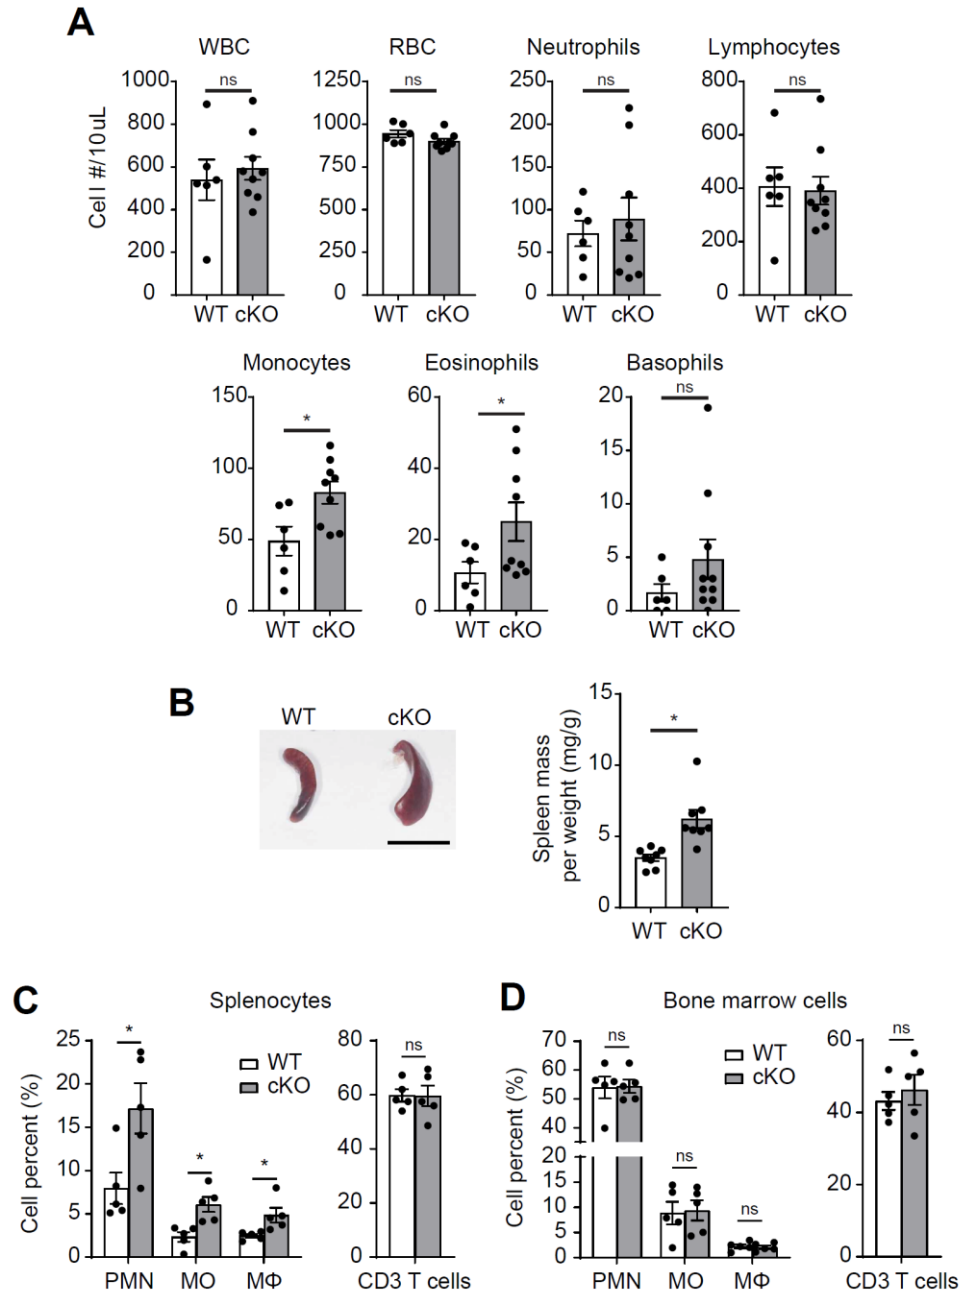 A
WBC
RBC
Neutrophils
Lymphocytes
Cell #/10uL
1000
800
600
400
200
0
ns
WT cKO
1250
1000
750
500
250
0
ns
WT cKO
250
200
150
100
50
0
ns
WT cKO
800
600
400
200
0
ns
WT cKO
Monocytes
Eosinophils
Basophils
150
100
50
0
*
WT cKO
60
40
20
0
*
WT cKO
20
15
10
5
0
ns
WT cKO
B
WT cKO
Spleen mass
per weight (mg/g)
15
10
5
0
*
WT cKO
C
Splenocytes
Cell percent (%)
25
20
15
10
5
0
*
*
*
WT
cKO
PMN MO MΦ
80
60
40
20
0
ns
CD3 T cells
D
Bone marrow cells
Cell percent (%)
70
60
50
40
20
15
10
5
0
ns
ns
ns
WT
cKO
PMN MO MΦ
60
40
20
0
ns
CD3 T cells